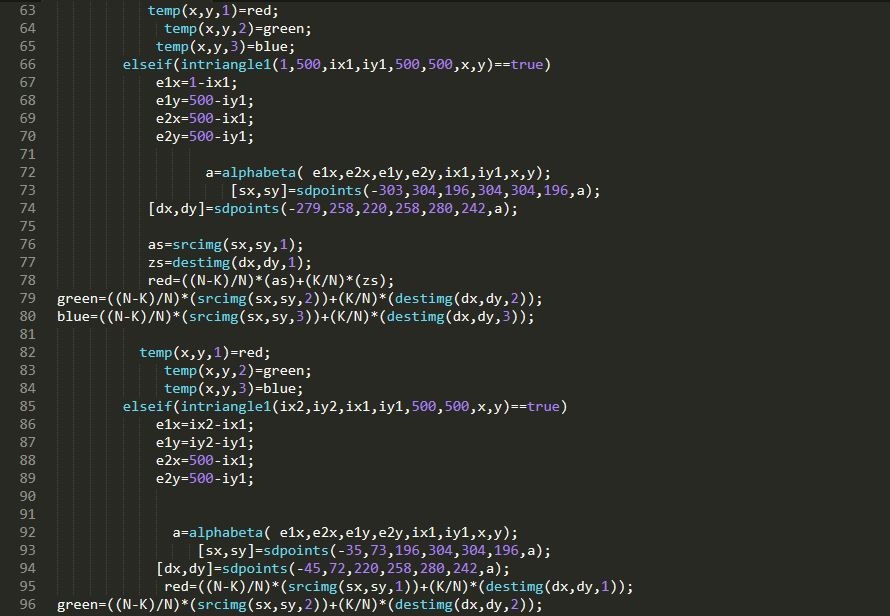 63 temp(x,y,1)=red;
64 temp(x,y,2)=green;
65 temp(x,y,3)=blue;
66 elseif(intriangle1(1,500,ix1,iy1,500,500,x,y)==true)
67 e1x=1-ix1;
68 e1y=500-iy1;
69 e2x=500-ix1;
70 e2y=500-iy1;
71
72 a=alphabeta( e1x,e2x,e1y,e2y,ix1,iy1,x,y);
73 [sx,sy]=sdpoints(-303,304,196,304,304,196,a);
74 [dx,dy]=sdpoints(-279,258,220,258,280,242,a);
75
76 as=srcimg(sx,sy,1);
77 zs=destimg(dx,dy,1);
78 red=((N-K)/N)*(as)+(K/N)*(zs);
79 green=((N-K)/N)*(srcimg(sx,sy,2))+(K/N)*(destimg(dx,dy,2));
80 blue=((N-K)/N)*(srcimg(sx,sy,3))+(K/N)*(destimg(dx,dy,3));
81
82 temp(x,y,1)=red;
83 temp(x,y,2)=green;
84 temp(x,y,3)=blue;
85 elseif(intriangle1(ix2,iy2,ix1,iy1,500,500,x,y)==true)
86 e1x=ix2-ix1;
87 e1y=iy2-iy1;
88 e2x=500-ix1;
89 e2y=500-iy1;
90
91
92 a=alphabeta( e1x,e2x,e1y,e2y,ix1,iy1,x,y);
93 [sx,sy]=sdpoints(-35,73,196,304,304,196,a);
94 [dx,dy]=sdpoints(-45,72,220,258,280,242,a);
95 red=((N-K)/N)*(srcimg(sx,sy,1))+(K/N)*(destimg(dx,dy,1));
96 green=((N-K)/N)*(srcimg(sx,sy,2))+(K/N)*(destimg(dx,dy,2));